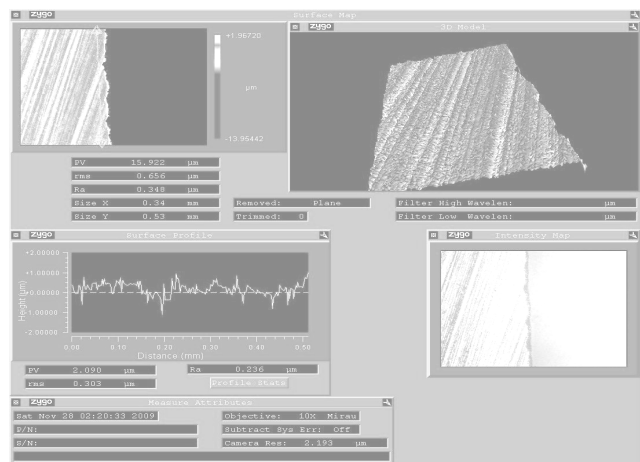 zygo Surface Map
zygo 3D Model
+1.96720
µm
-13.95442
PV 15.922 µm
rms 0.656 µm
Ra 0.348 µm
Size X 0.34 mm
Size Y 0.53 mm
Removed: Plane
Trimmed: 0
Filter High Wavelen: µm
Filter Low Wavelen: µm
zygo Surface Profile
+2.00000
+1.00000
+0.00000
-1.00000
-2.00000
Height (µm)
0.00 0.10 0.20 0.30 0.40 0.50
Distance (mm)
PV 2.090 µm
rms 0.303 µm
Ra 0.236 µm
Profile Stats
zygo Intensity Map
zygo Measure Attributes
Sat Nov 28 02:20:33 2009
P/N:
S/N:
Objective: 10X Mirau
Subtract Sys Err: Off
Camera Res: 2.193 µm